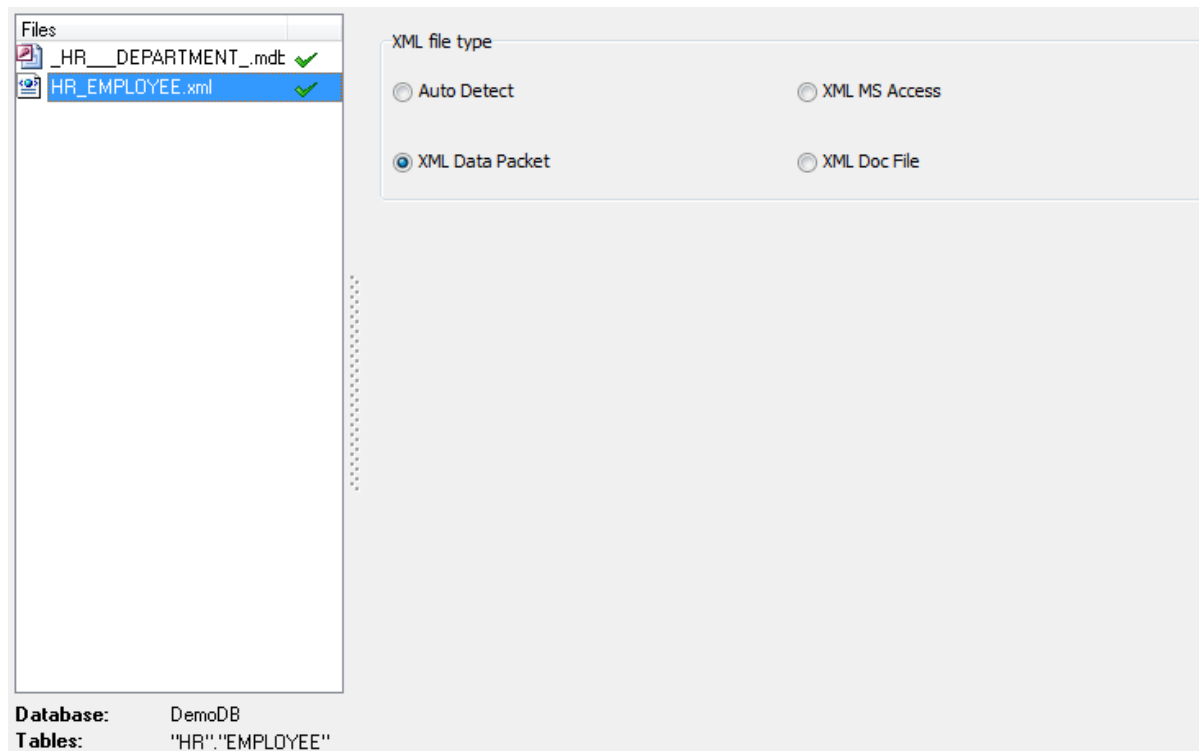 Files
_HR___DEPARTMENT_.mdb
HR_EMPLOYEE.xml
XML file type
Auto Detect
XML MS Access
XML Data Packet
XML Doc File
Database: DemoDB
Tables: "HR"."EMPLOYEE"